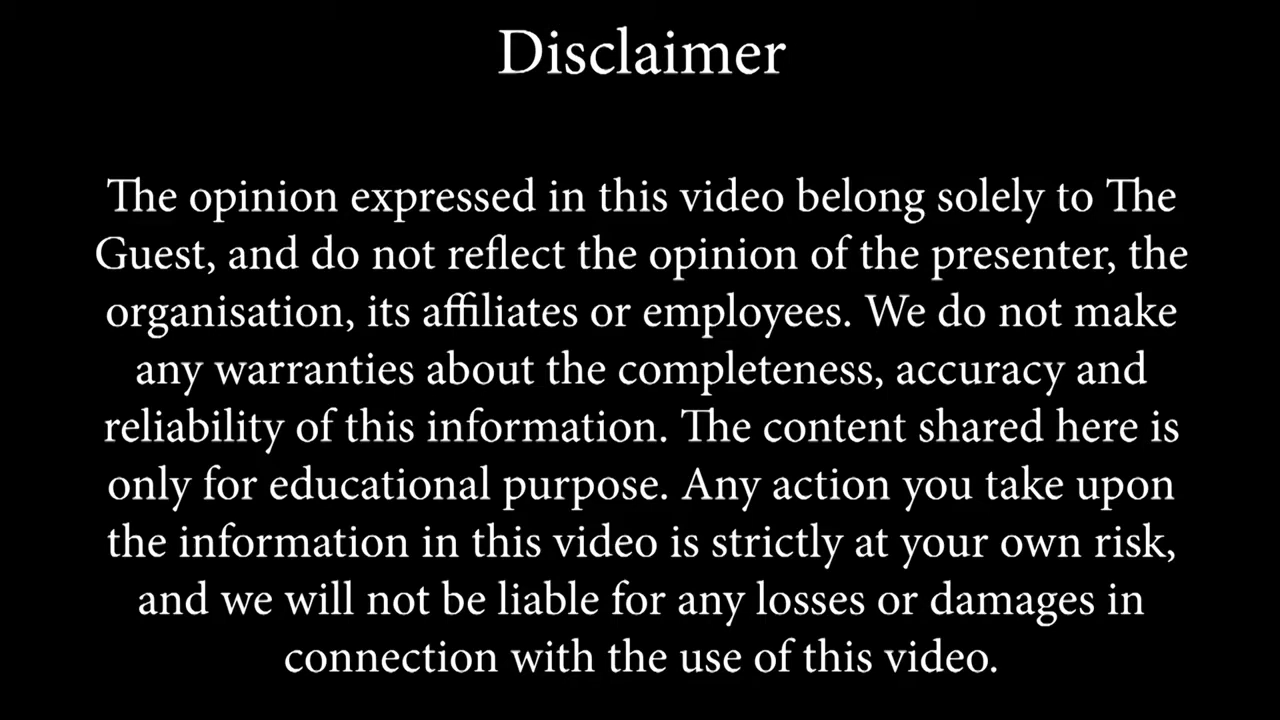 Disclaimer
The opinion expressed in this video belong solely to The
Guest, and do not reflect the opinion of the presenter, the
organisation, its affiliates or employees. We do not make
any warranties about the completeness, accuracy and
reliability of this information. The content shared here is
only for educational purpose. Any action you take upon
the information in this video is strictly at your own risk,
and we will not be liable for any losses or damages in
connection with the use of this video.